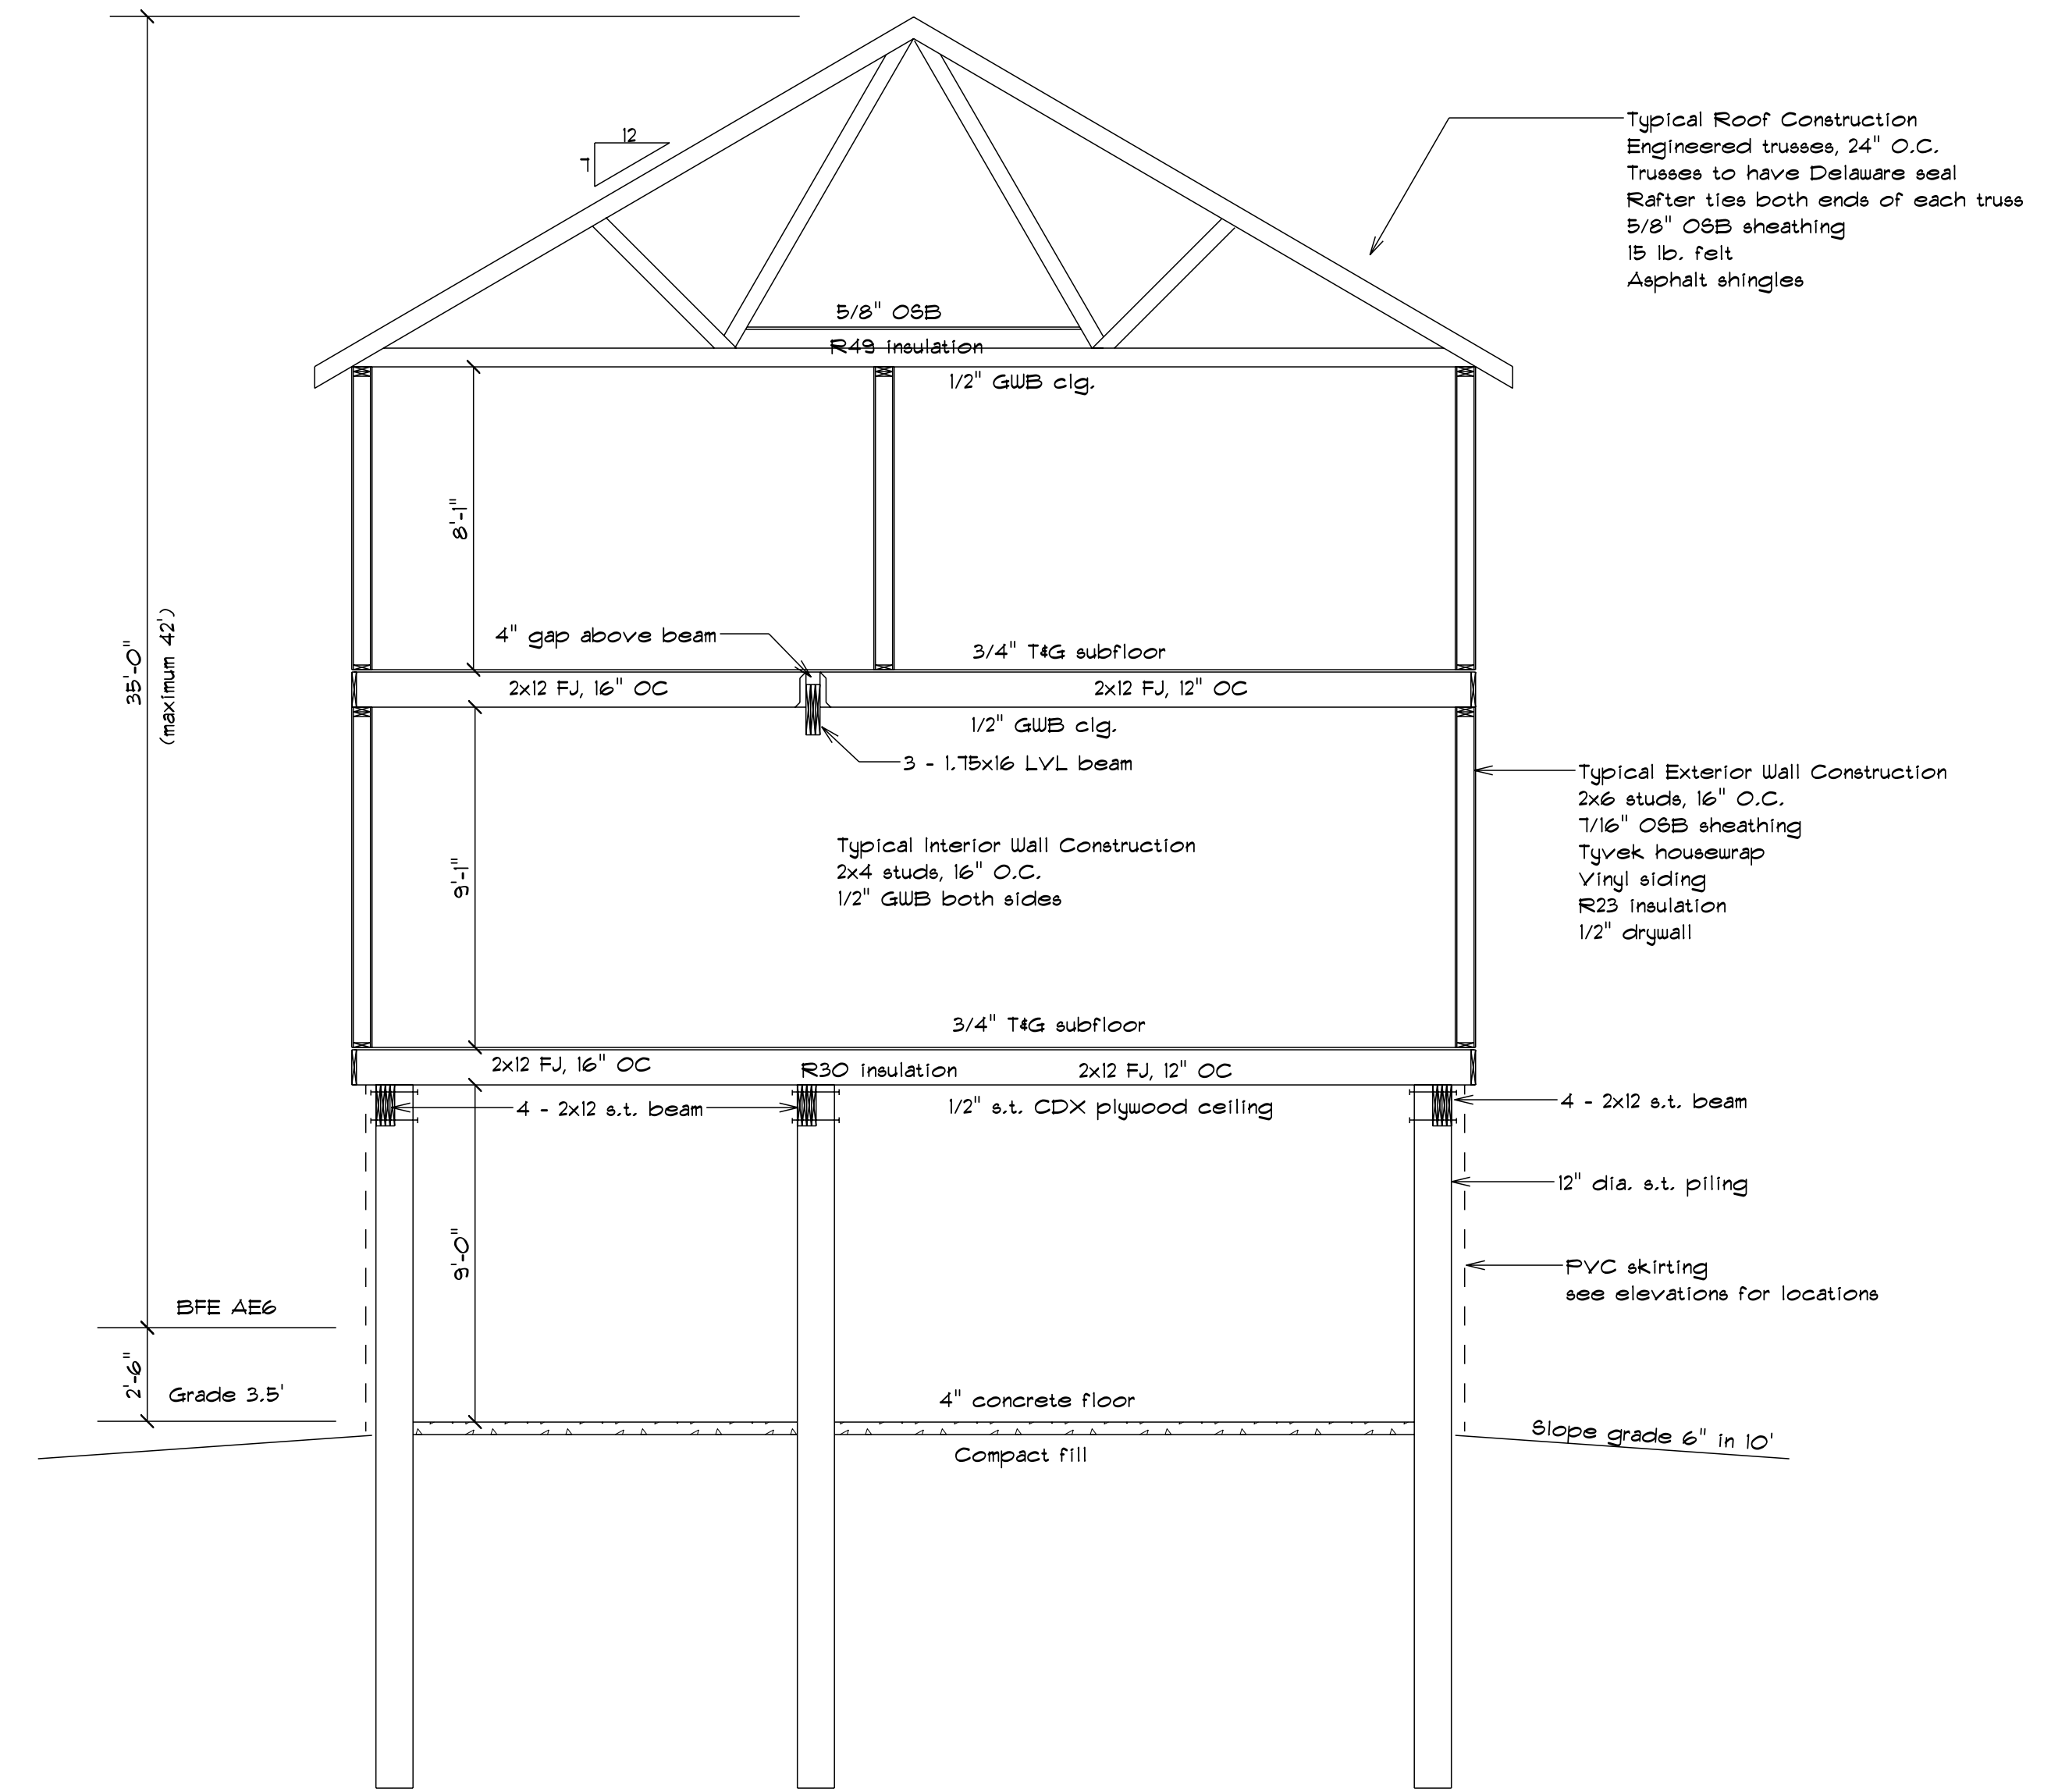 12
7
Typical Roof Construction
Engineered trusses, 24" O.C.
Trusses to have Delaware seal
Rafter ties both ends of each truss
5/8" OSB sheathing
15 lb. felt
Asphalt shingles
5/8" OSB
R49 insulation
1/2" GWB clg.
8'-1"
35'-0"
(maximum 42')
4" gap above beam
3/4" T&G subfloor
2x12 FJ, 16" OC
2x12 FJ, 12" OC
1/2" GWB clg.
3 - 1.75x16 LVL beam
Typical Exterior Wall Construction
2x6 studs, 16" O.C.
7/16" OSB sheathing
Tyvek housewrap
Vinyl siding
R23 insulation
1/2" drywall
Typical Interior Wall Construction
2x4 studs, 16" O.C.
1/2" GWB both sides
9'-1"
3/4" T&G subfloor
2x12 FJ, 16" OC
R30 insulation
2x12 FJ, 12" OC
4 - 2x12 s.t. beam
1/2" s.t. CDX plywood ceiling
4 - 2x12 s.t. beam
12" dia. s.t. piling
9'-0"
PVC skirting
see elevations for locations
BFE AE6
2'-6"
Grade 3.5'
4" concrete floor
Slope grade 6" in 10'
Compact fill